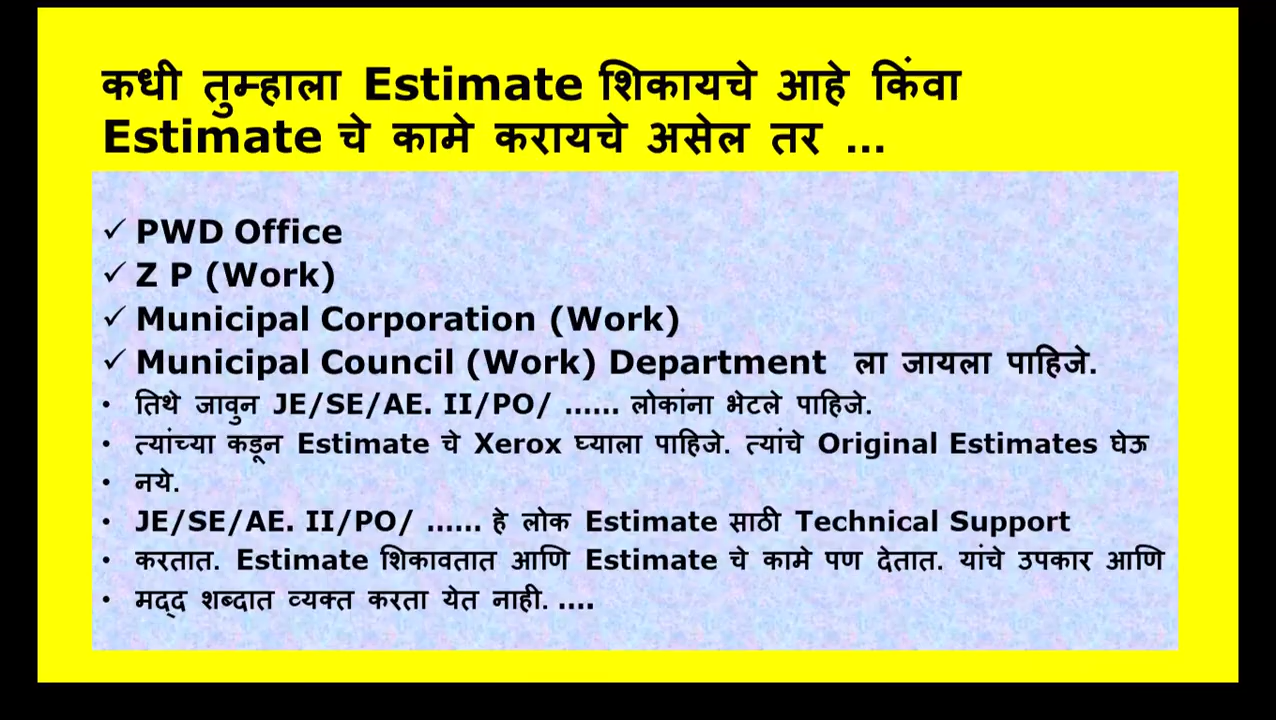 कधी तुम्हाला Estimate शिकायचे आहे किंवा
Estimate चे कामे करायचे असेल तर ...
✓ PWD Office
✓ Z P (Work)
✓ Municipal Corporation (Work)
✓ Municipal Council (Work) Department ला जायला पाहिजे.
• तिथे जावुन JE/SE/AE. II/PO/ ...... लोकांना भेटले पाहिजे.
• त्यांच्या कडून Estimate चे Xerox घ्याला पाहिजे. त्यांचे Original Estimates घेऊ
• नये.
• JE/SE/AE. II/PO/ ...... हे लोक Estimate साठी Technical Support
• करतात. Estimate शिकावतात आणि Estimate चे कामे पण देतात. यांचे उपकार आणि
• मद्द शब्दात व्यक्त करता येत नाही. ....